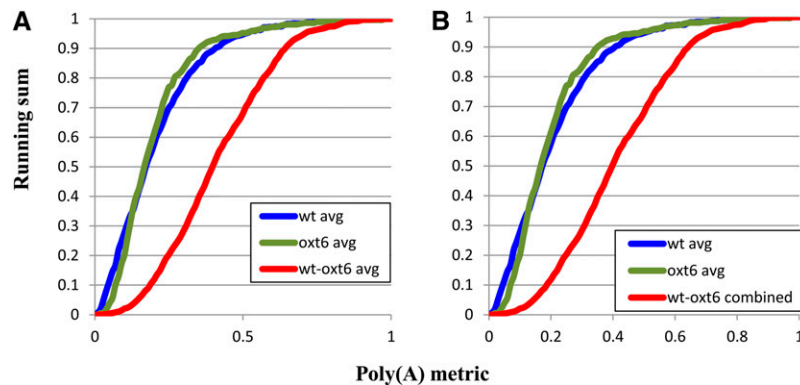 A
B
Running sum
1
0.9
0.8
0.7
0.6
0.5
0.4
0.3
0.2
0.1
0
0 0.5 1
wt avg
oxt6 avg
wt-oxt6 avg
1
0.9
0.8
0.7
0.6
0.5
0.4
0.3
0.2
0.1
0
0 0.2 0.4 0.6 0.8 1
wt avg
oxt6 avg
wt-oxt6 combined
Poly(A) metric